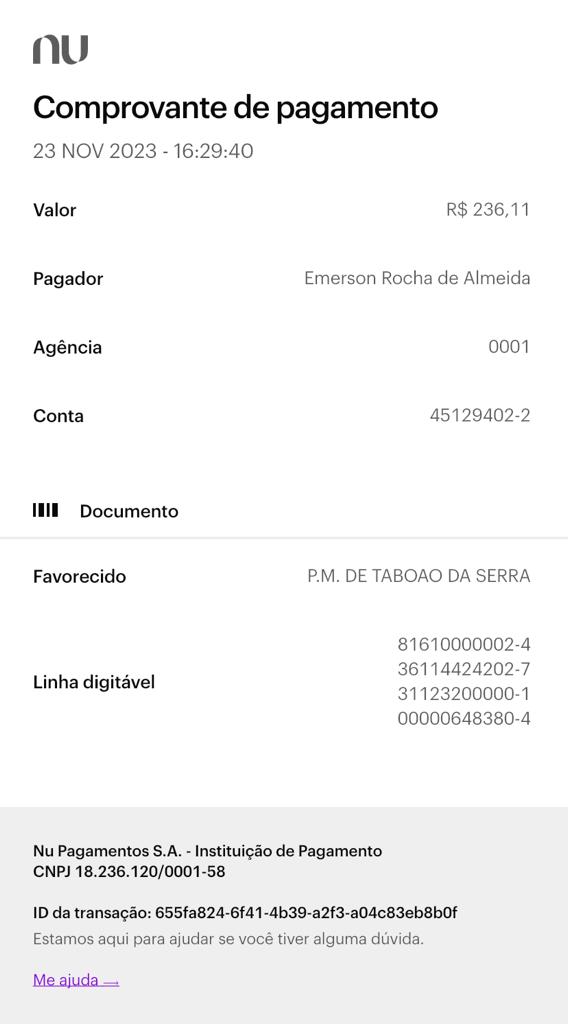 nu
Comprovante de pagamento
23 NOV 2023 - 16:29:40
Valor R$ 236,11
Pagador Emerson Rocha de Almeida
Agência 0001
Conta 45129402-2
Documento
Favorecido P.M. DE TABOAO DA SERRA
Linha digitável
81610000002-4
36114424202-7
31123200000-1
00000648380-4
Nu Pagamentos S.A. - Instituição de Pagamento
CNPJ 18.236.120/0001-58
ID da transação: 655fa824-6f41-4b39-a2f3-a04c83eb8b0f
Estamos aqui para ajudar se você tiver alguma dúvida.
Me ajuda